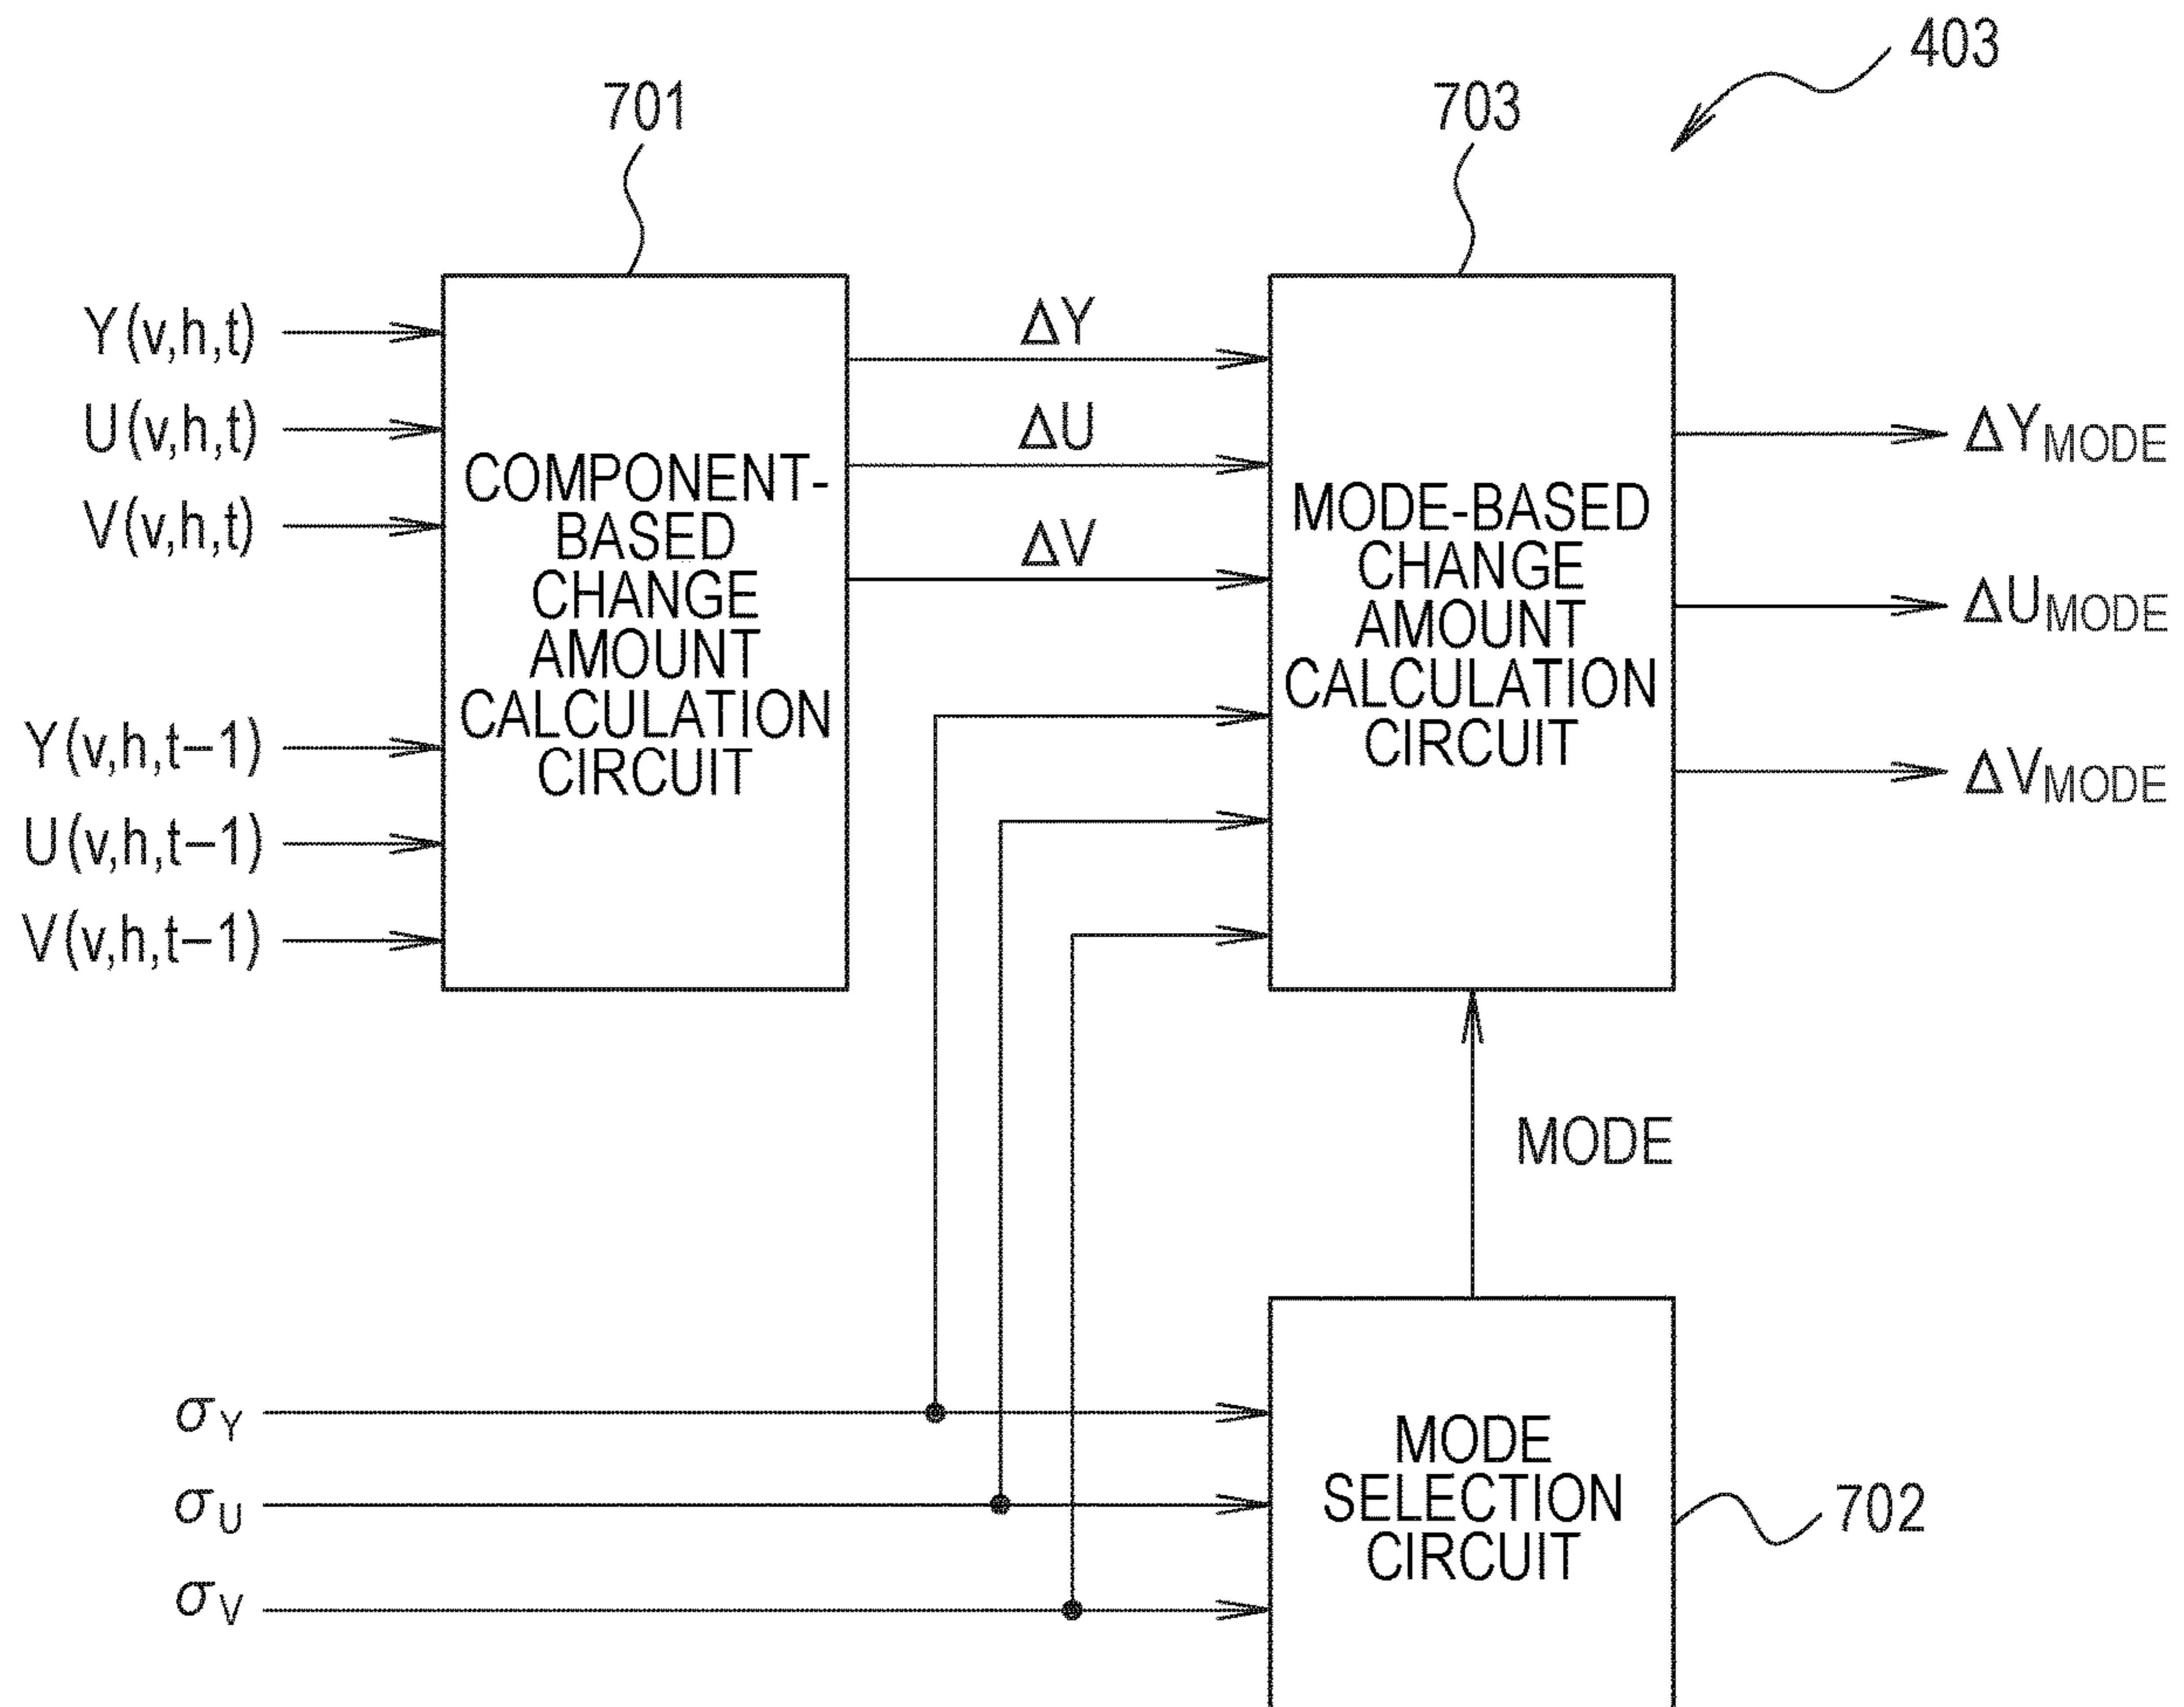 403
701
703
Y(v,h,t)
U(v,h,t)
V(v,h,t)
Y(v,h,t−1)
U(v,h,t−1)
V(v,h,t−1)
COMPONENT-
BASED
CHANGE
AMOUNT
CALCULATION
CIRCUIT
ΔY
ΔU
ΔV
MODE-BASED
CHANGE
AMOUNT
CALCULATION
CIRCUIT
ΔYMODE
ΔUMODE
ΔVMODE
MODE
σY
σU
σV
MODE
SELECTION
CIRCUIT
702